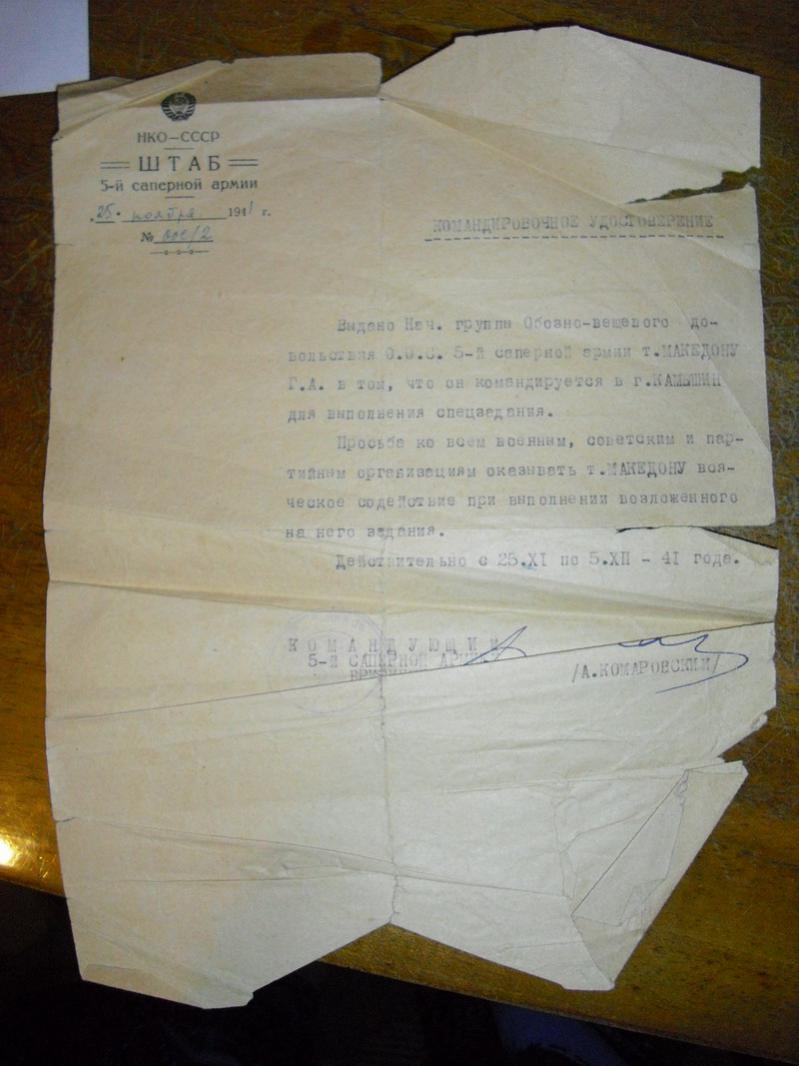 НКО–СССР
ШТАБ
5-й саперной армии
25. ноября 1941 г.
№
КОМАНДИРОВОЧНОЕ УДОСТОВЕРЕНИЕ
Выдано Нач. группы Обозно-вещевого до-
вольствия О.О.С. 5-й саперной армии т.МАКЕДОНУ
Г.А. в том, что он командируется в г.КАМЫШИН
для выполнения спецзадания.
Просьба ко всем военным, советским и пар-
тийным организациям оказывать т.МАКЕДОНУ вся-
ческое содействие при выполнении возложенного
на него задания.
Действительно с 25.XI по 5.XII - 41 года.
КОМАНДУЮЩИЙ
5-й САПЕРНОЙ АРМИ
/А.КОМАРОВСКИЙ/